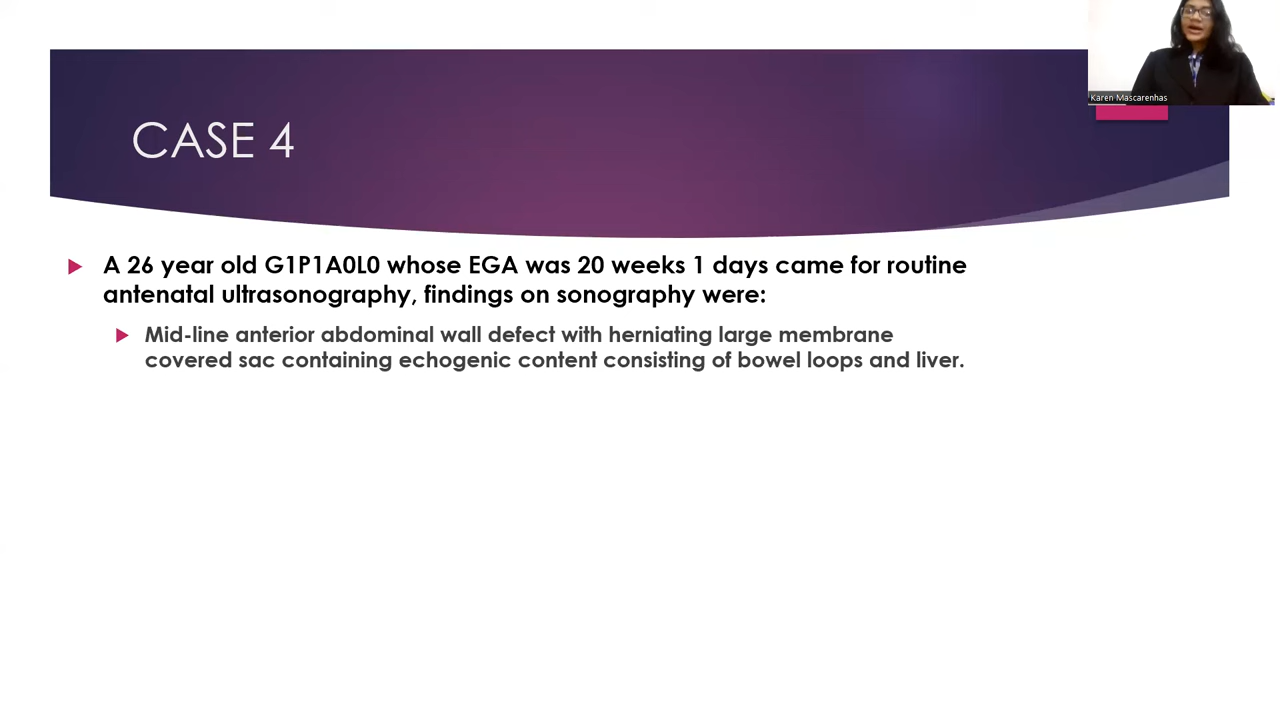 Karen Mascarenhas
CASE 4
A 26 year old G1P1A0L0 whose EGA was 20 weeks 1 days came for routine
antenatal ultrasonography, findings on sonography were:
Mid-line anterior abdominal wall defect with herniating large membrane
covered sac containing echogenic content consisting of bowel loops and liver.